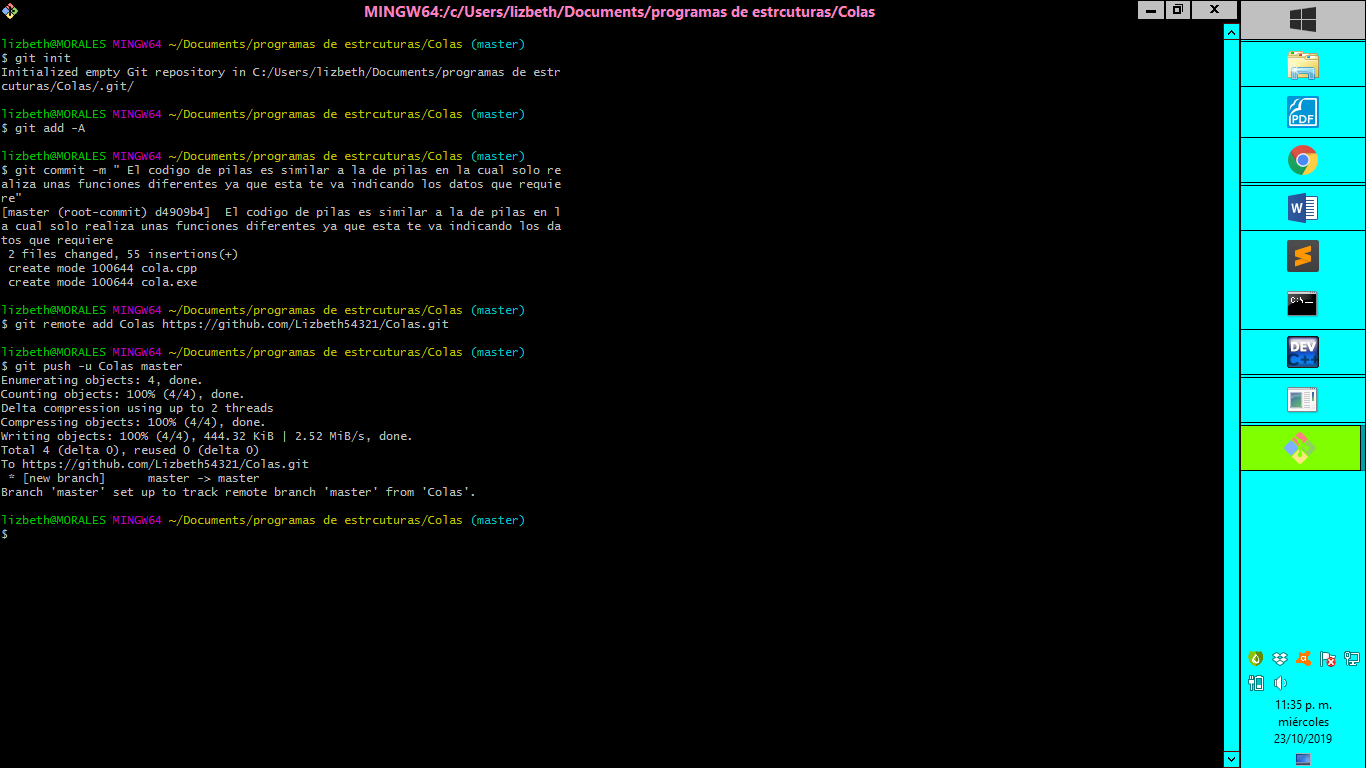 MINGW64:/c/Users/lizbeth/Documents/programas de estrcuturas/Colas
lizbeth@MORALES MINGW64 ~/Documents/programas de estrcuturas/Colas (master)
$ git init
Initialized empty Git repository in C:/Users/lizbeth/Documents/programas de estr
cuturas/Colas/.git/
lizbeth@MORALES MINGW64 ~/Documents/programas de estrcuturas/Colas (master)
$ git add -A
lizbeth@MORALES MINGW64 ~/Documents/programas de estrcuturas/Colas (master)
$ git commit -m " El codigo de pilas es similar a la de pilas en la cual solo re
aliza unas funciones diferentes ya que esta te va indicando los datos que requie
re"
[master (root-commit) d4909b4]  El codigo de pilas es similar a la de pilas en l
a cual solo realiza unas funciones diferentes ya que esta te va indicando los da
tos que requiere
 2 files changed, 55 insertions(+)
 create mode 100644 cola.cpp
 create mode 100644 cola.exe
lizbeth@MORALES MINGW64 ~/Documents/programas de estrcuturas/Colas (master)
$ git remote add Colas https://github.com/Lizbeth54321/Colas.git
lizbeth@MORALES MINGW64 ~/Documents/programas de estrcuturas/Colas (master)
$ git push -u Colas master
Enumerating objects: 4, done.
Counting objects: 100% (4/4), done.
Delta compression using up to 2 threads
Compressing objects: 100% (4/4), done.
Writing objects: 100% (4/4), 444.32 KiB | 2.52 MiB/s, done.
Total 4 (delta 0), reused 0 (delta 0)
To https://github.com/Lizbeth54321/Colas.git
 * [new branch]      master -> master
Branch 'master' set up to track remote branch 'master' from 'Colas'.
lizbeth@MORALES MINGW64 ~/Documents/programas de estrcuturas/Colas (master)
$
PDF
W
C:\_
DEV
C++
11:35 p. m.
miércoles
23/10/2019